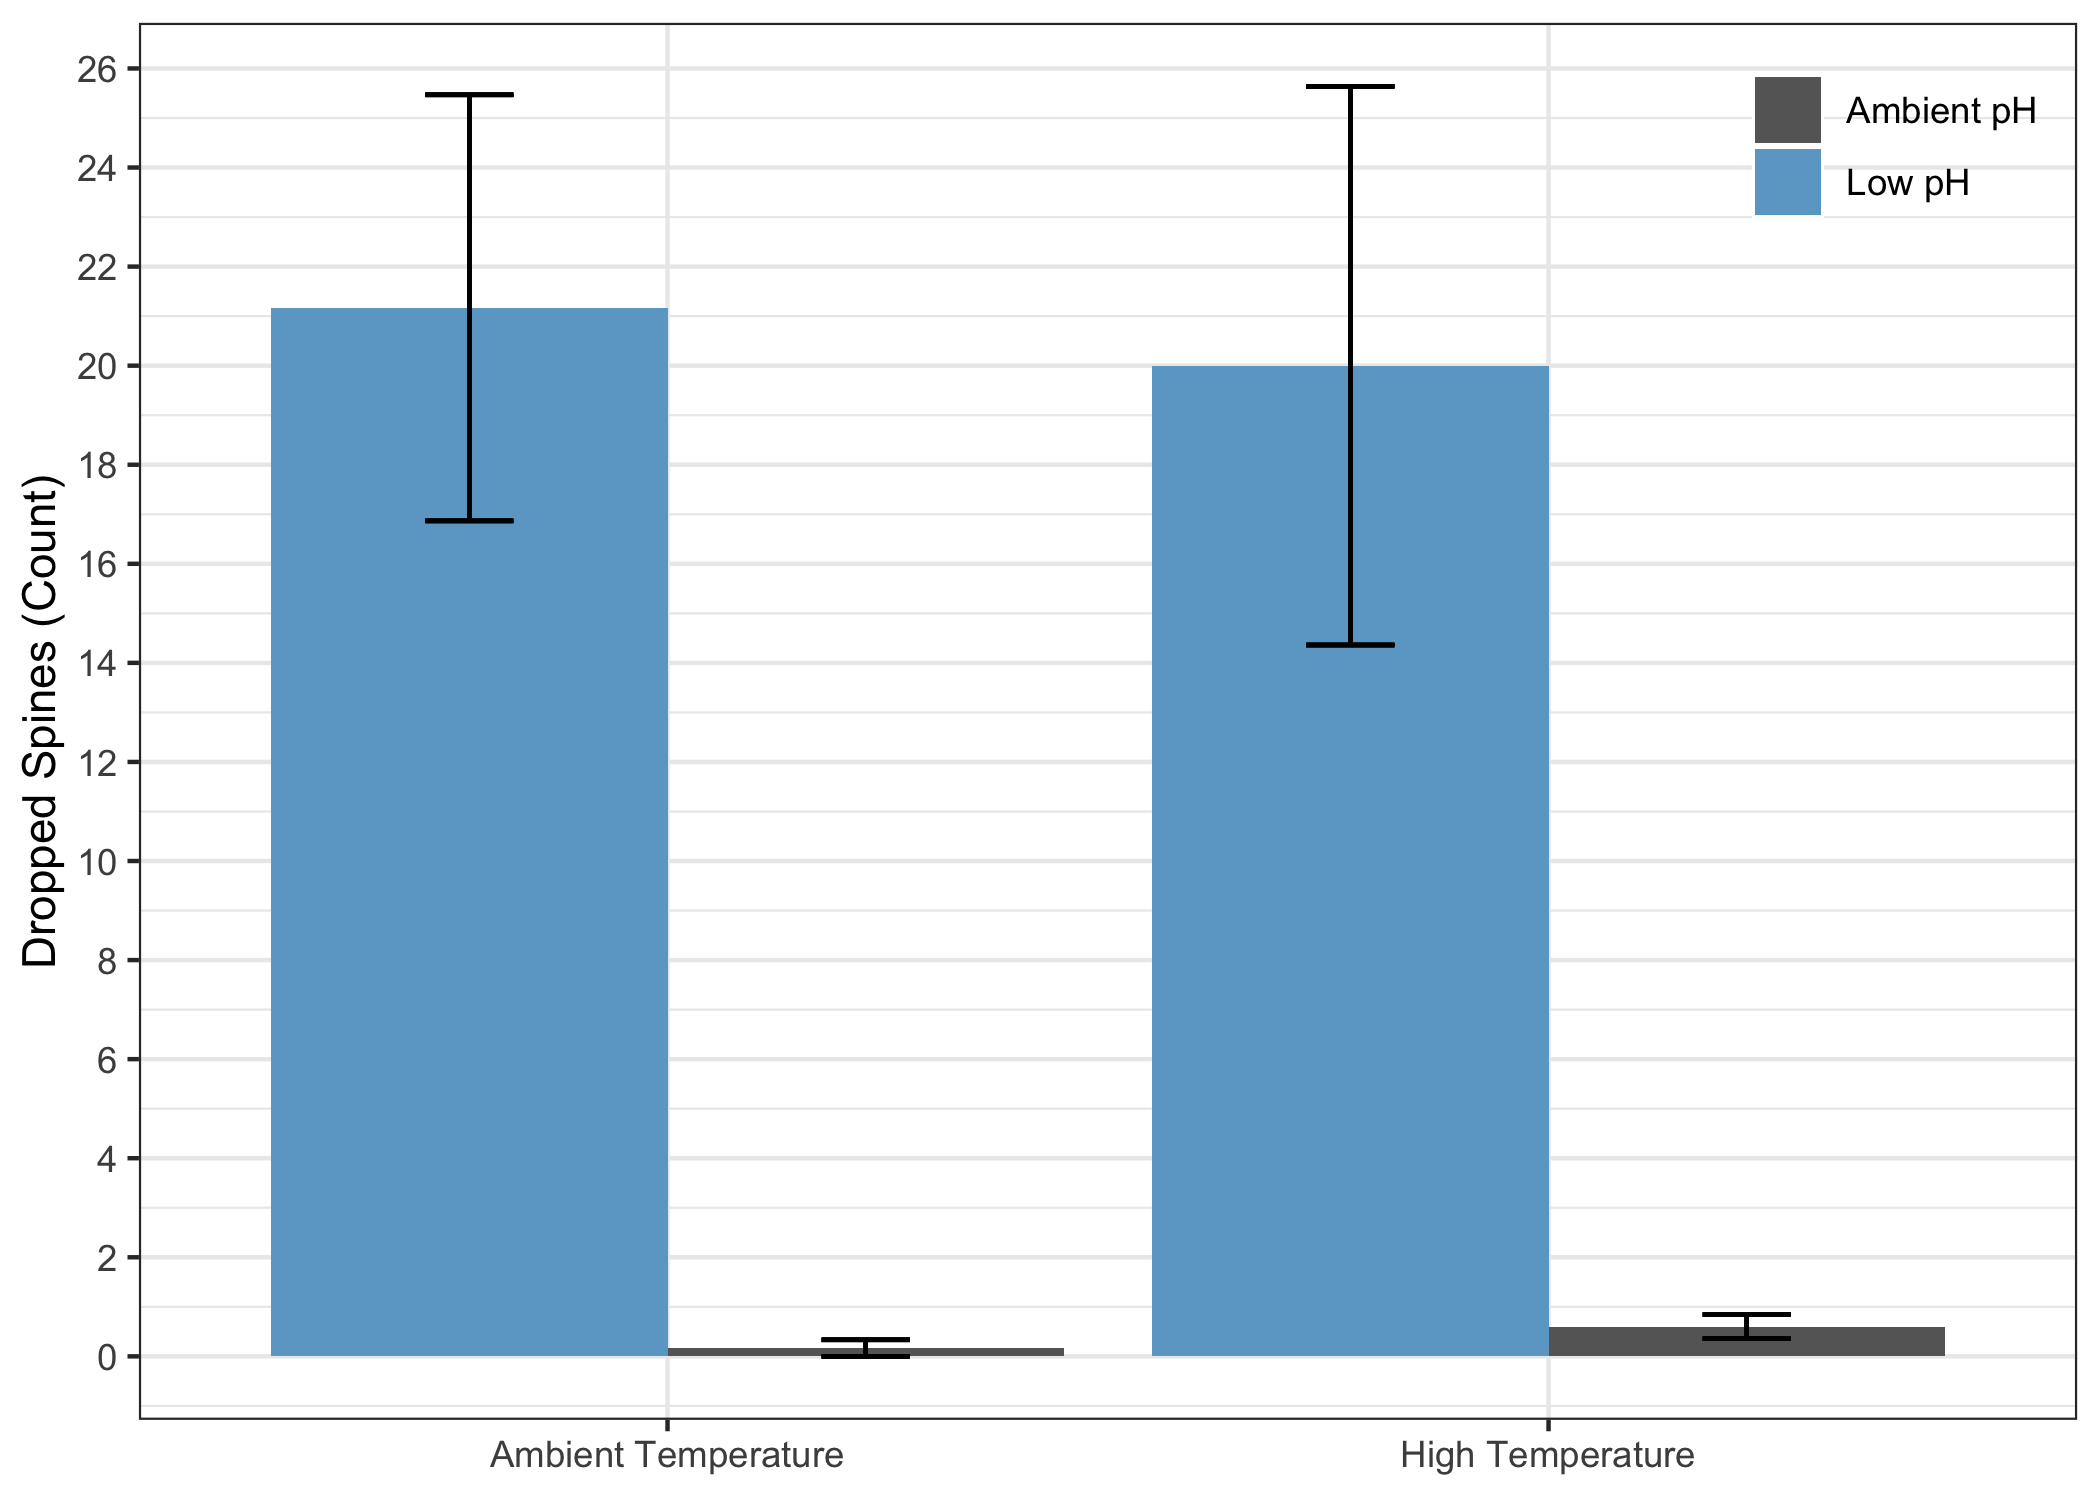 26
24
22
20
18
16
14
12
10
8
6
4
2
0
Dropped Spines (Count)
Ambient pH
Low pH
Ambient Temperature
High Temperature